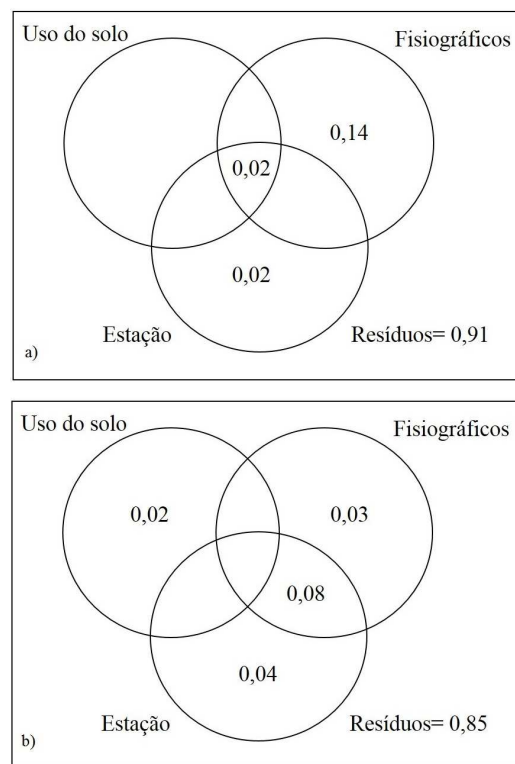 Uso do solo
Fisiográficos
0,14
0,02
0,02
Estação
Resíduos= 0,91
a)
Uso do solo
Fisiográficos
0,02
0,03
0,08
0,04
Estação
Resíduos= 0,85
b)